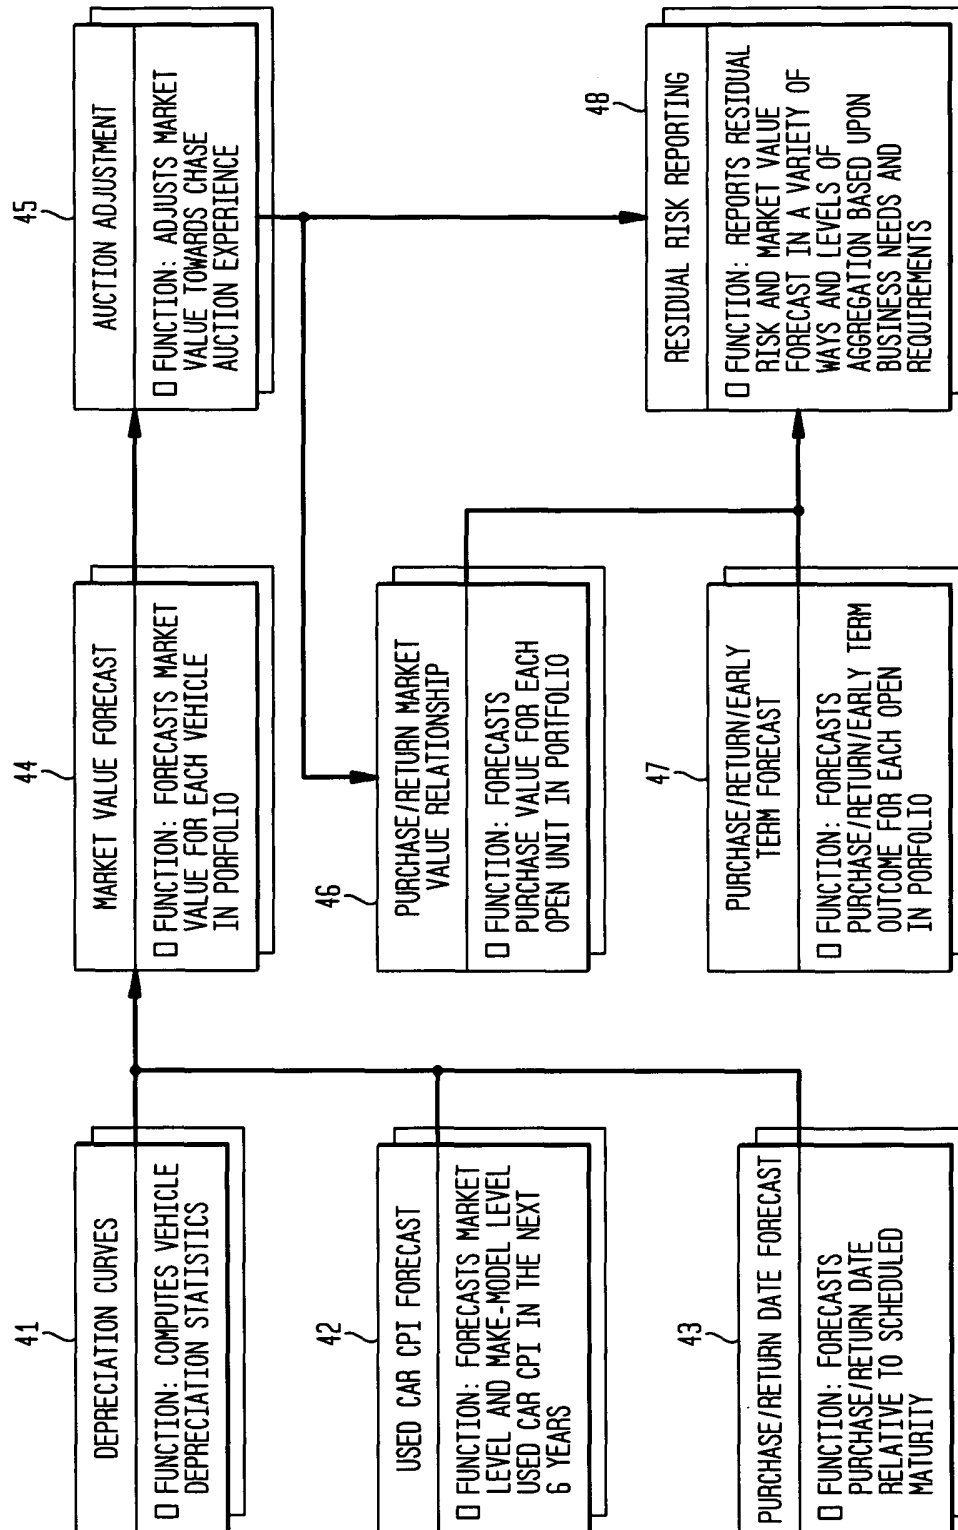 41
DEPRECIATION CURVES
FUNCTION: COMPUTES VEHICLE
DEPRECIATION STATISTICS
42
USED CAR CPI FORECAST
FUNCTION: FORECASTS MARKET
LEVEL AND MAKE-MODEL LEVEL
USED CAR CPI IN THE NEXT
6 YEARS
43
PURCHASE/RETURN DATE FORECAST
FUNCTION: FORECASTS
PURCHASE/RETURN DATE
RELATIVE TO SCHEDULED
MATURITY
44
MARKET VALUE FORECAST
FUNCTION: FORECASTS MARKET
VALUE FOR EACH VEHICLE
IN PORFOLIO
46
PURCHASE/RETURN MARKET
VALUE RELATIONSHIP
FUNCTION: FORECASTS
PURCHASE VALUE FOR EACH
OPEN UNIT IN PORTFOLIO
47
PURCHASE/RETURN/EARLY
TERM FORECAST
FUNCTION: FORECASTS
PURCHASE/RETURN/EARLY TERM
OUTCOME FOR EACH OPEN
IN PORFOLIO
45
AUCTION ADJUSTMENT
FUNCTION: ADJUSTS MARKET
VALUE TOWARDS CHASE
AUCTION EXPERIENCE
48
RESIDUAL RISK REPORTING
FUNCTION: REPORTS RESIDUAL
RISK AND MARKET VALUE
FORECAST IN A VARIETY OF
WAYS AND LEVELS OF
AGGREGATION BASED UPON
BUSINESS NEEDS AND
REQUIREMENTS